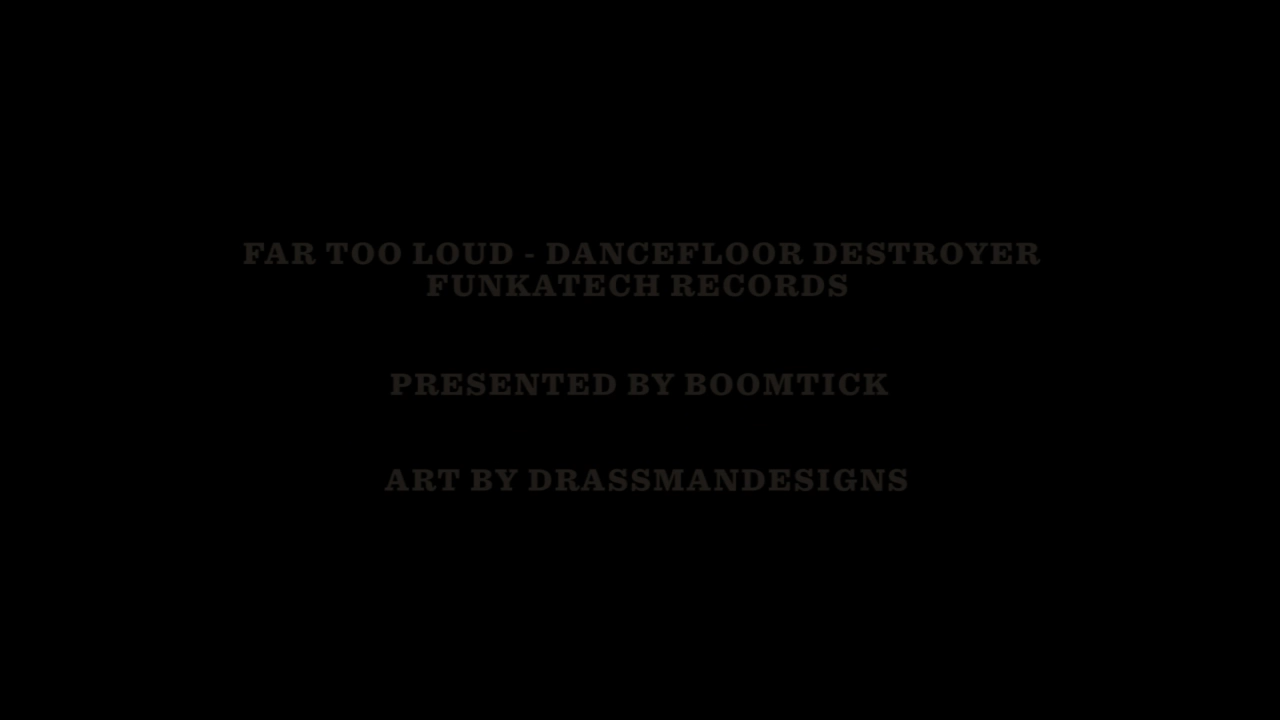 FAR TOO LOUD - DANCEFLOOR DESTROYER
FUNKATECH RECORDS
PRESENTED BY BOOMTICK
ART BY DRASSMANDESIGNS